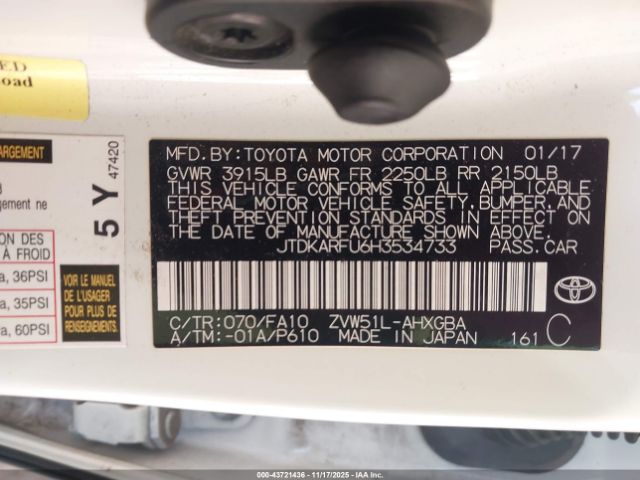 ED
oad
ARGEMENT
gement ne
5 Y
47420
ION DES
À FROID
a, 36PSI
a, 35PSI
a, 60PSI
VOIR LE MANUEL
DE L'USAGER
POUR PLUS DE
RENSEIGNEMENTS
MFD.BY:TOYOTA MOTOR CORPORATION 01/17
GVWR 3915LB GAWR FR 2250LB RR 2150LB
THIS VEHICLE CONFORMS TO ALL APPLICABLE
FEDERAL MOTOR VEHICLE SAFETY,BUMPER,AND
THEFT PREVENTION STANDARDS IN EFFECT ON
THE DATE OF MANUFACTURE SHOWN ABOVE.
JTDKARFU6H3534733 PASS.CAR
C/TR:070/FA10 ZVW51L-AHXGBA
A/TM:-01A/P610 MADE IN JAPAN 161 C
TOYOTA
000-43721436 - 11/17/2025 - IAAI.COM